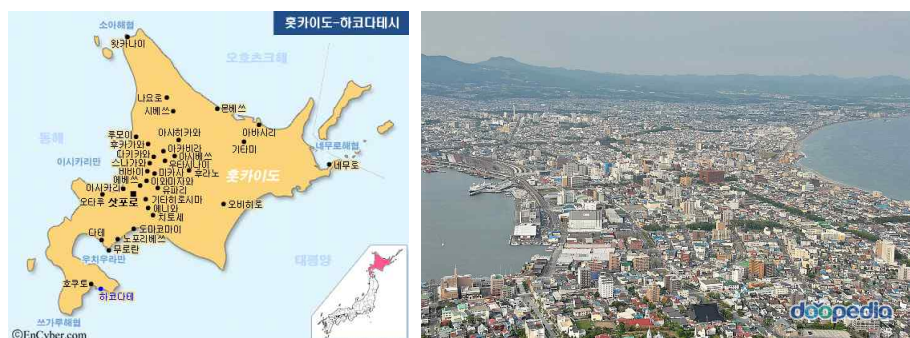 홋카이도-하코다테시
소야해협
왓카나이
오호츠크해
나요로
시베쓰
몬베쓰
아바시리
기타미
동해
루모이
후카가와
아사히카와
다키카와
아카비라
스나가와
아시베쓰
우타시나이
네무로해협
네무로
이시카리만
비바이
미카사
후라노
홋카이도
이와미자와
이시카리
유파리
오타루
삿포로
기타히로시마
에니와
치토세
오비히로
다테
도마코마이
노보리베쓰
무로란
우치우라만
태평양
호쿠토
하코다테
쓰가루해협
©EnCyber.com
doopedia